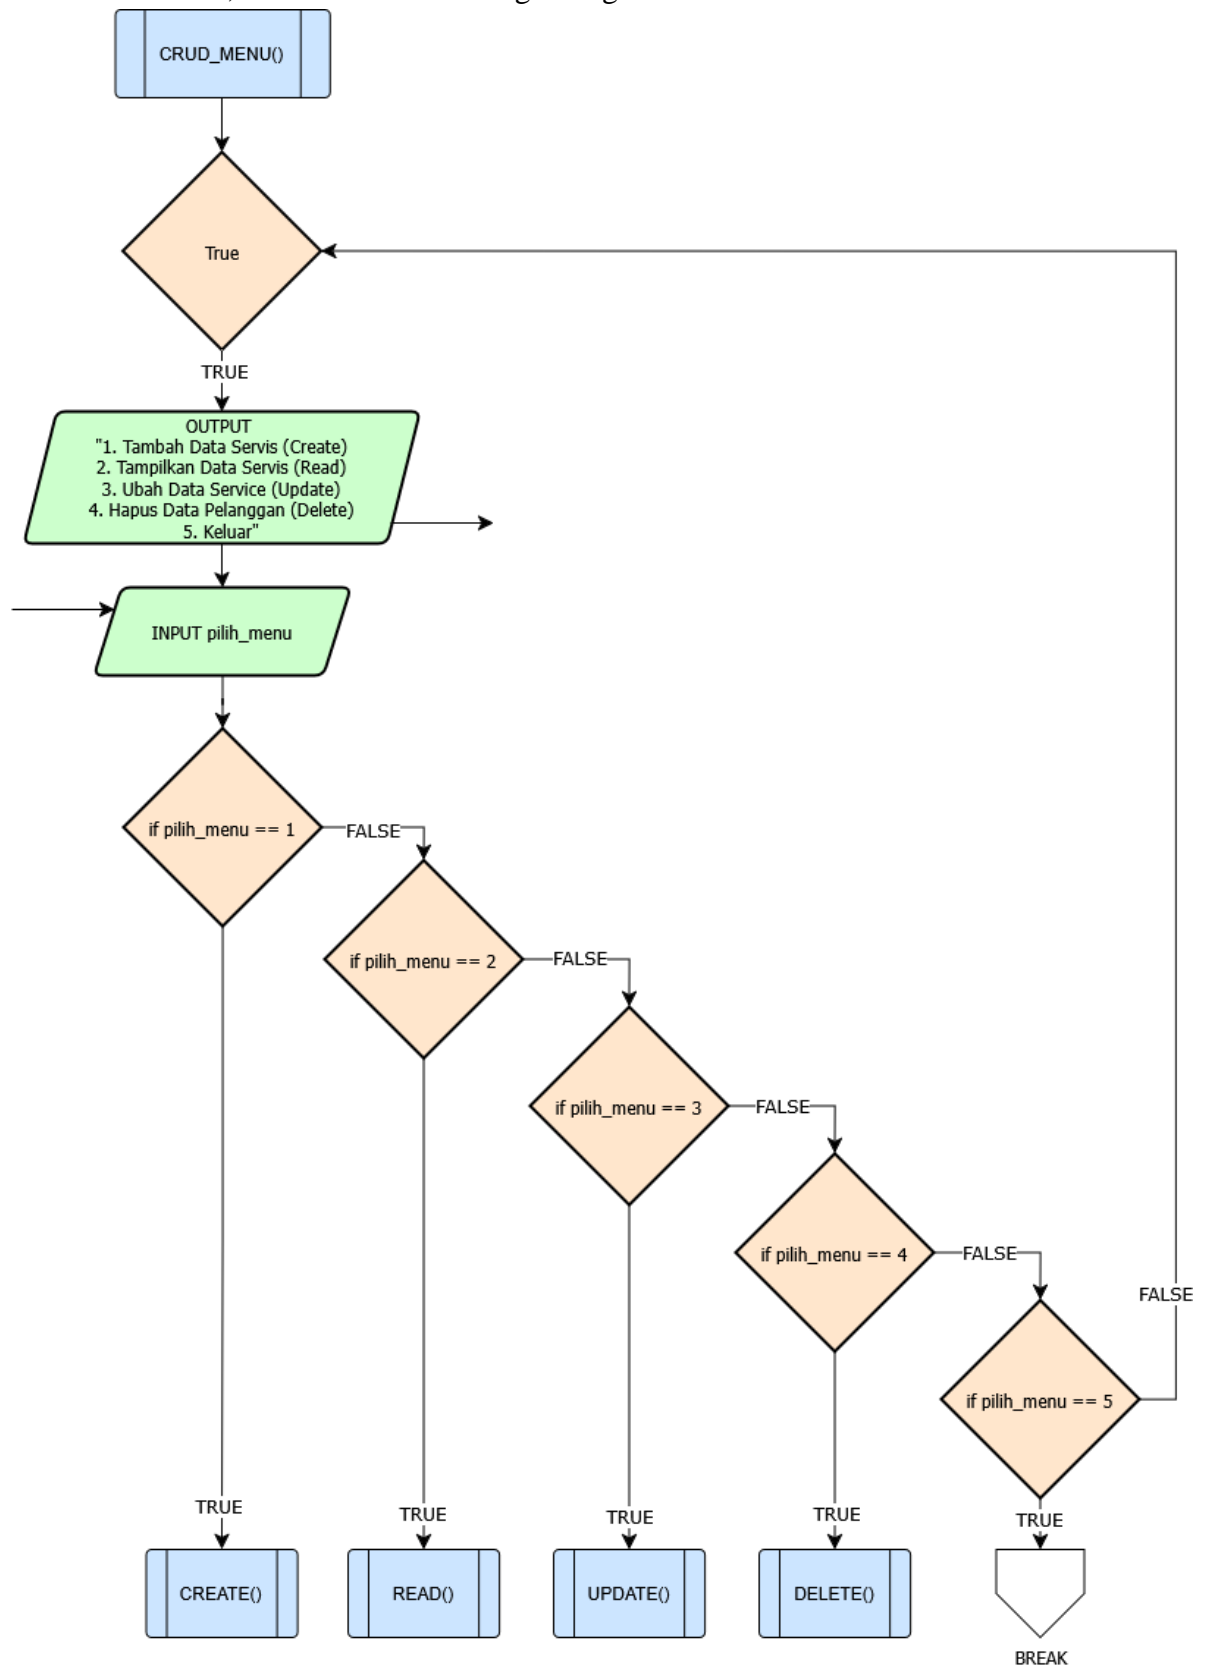 CRUD_MENU()
True
TRUE
OUTPUT
"1. Tambah Data Servis (Create)
2. Tampilkan Data Servis (Read)
3. Ubah Data Service (Update)
4. Hapus Data Pelanggan (Delete)
5. Keluar"
INPUT pilih_menu
if pilih_menu == 1
FALSE
if pilih_menu == 2
FALSE
if pilih_menu == 3
FALSE
if pilih_menu == 4
FALSE
FALSE
if pilih_menu == 5
TRUE
TRUE
TRUE
TRUE
TRUE
CREATE()
READ()
UPDATE()
DELETE()
BREAK